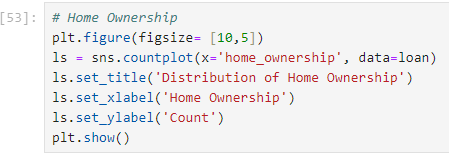 [53]: # Home Ownership
plt.figure(figsize= [10,5])
ls = sns.countplot(x='home_ownership', data=loan)
ls.set_title('Distribution of Home Ownership')
ls.set_xlabel('Home Ownership')
ls.set_ylabel('Count')
plt.show()